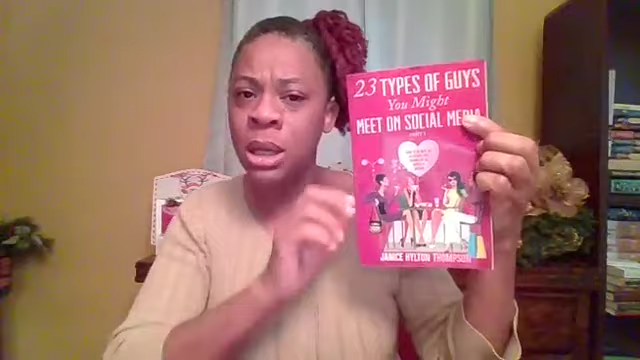 23 TYPES OF GUYS
You Might
MEET ON SOCIAL MEDIA
JANICE HYLTON THOMPSON